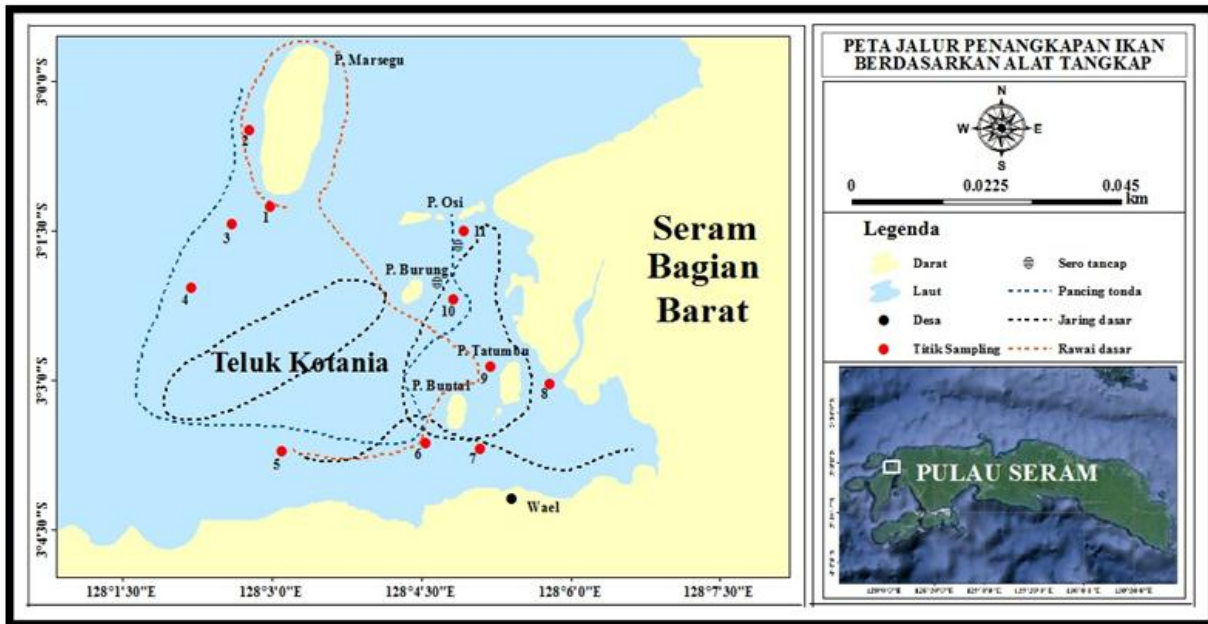 P. Marsegu
3°0'0"S
2
1
3
P. Osi
3°1'30"S
11
4
P. Burung
10
Seram
Bagian
Barat
Teluk Kotania
P. Tatumbu
9
8
3°3'0"S
P. Buntal
5
6
7
Wael
3°4'30"S
128°1'30"E
128°3'0"E
128°4'30"E
128°6'0"E
128°7'30"E
PETA JALUR PENANGKAPAN IKAN
BERDASARKAN ALAT TANGKAP
N
W
E
S
0
0.0225
0.045
km
Legenda
Darat
Sero tancap
Laut
Pancing tonda
Desa
Jaring dasar
Titik Sampling
Rawai dasar
PULAU SERAM